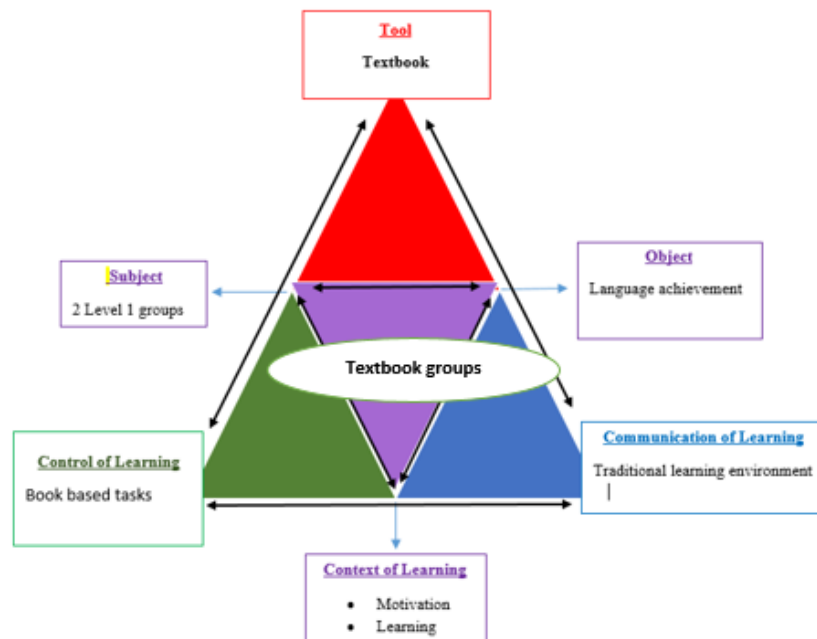 Tool
Textbook
Subject
2 Level 1 groups
Object
Language achievement
Textbook groups
Control of Learning
Book based tasks
Communication of Learning
Traditional learning environment
Context of Learning
• Motivation
• Learning